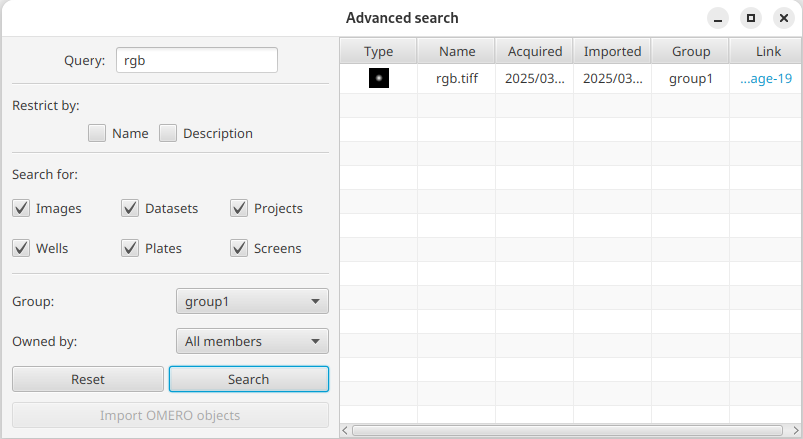 Advanced search
Query: rgb
Restrict by:
Name Description
Search for:
Images Datasets Projects
Wells Plates Screens
Group: group1
Owned by: All members
Reset Search
Import OMERO objects
Type Name Acquired Imported Group Link
rgb.tiff 2025/03... 2025/03... group1 ...age-19